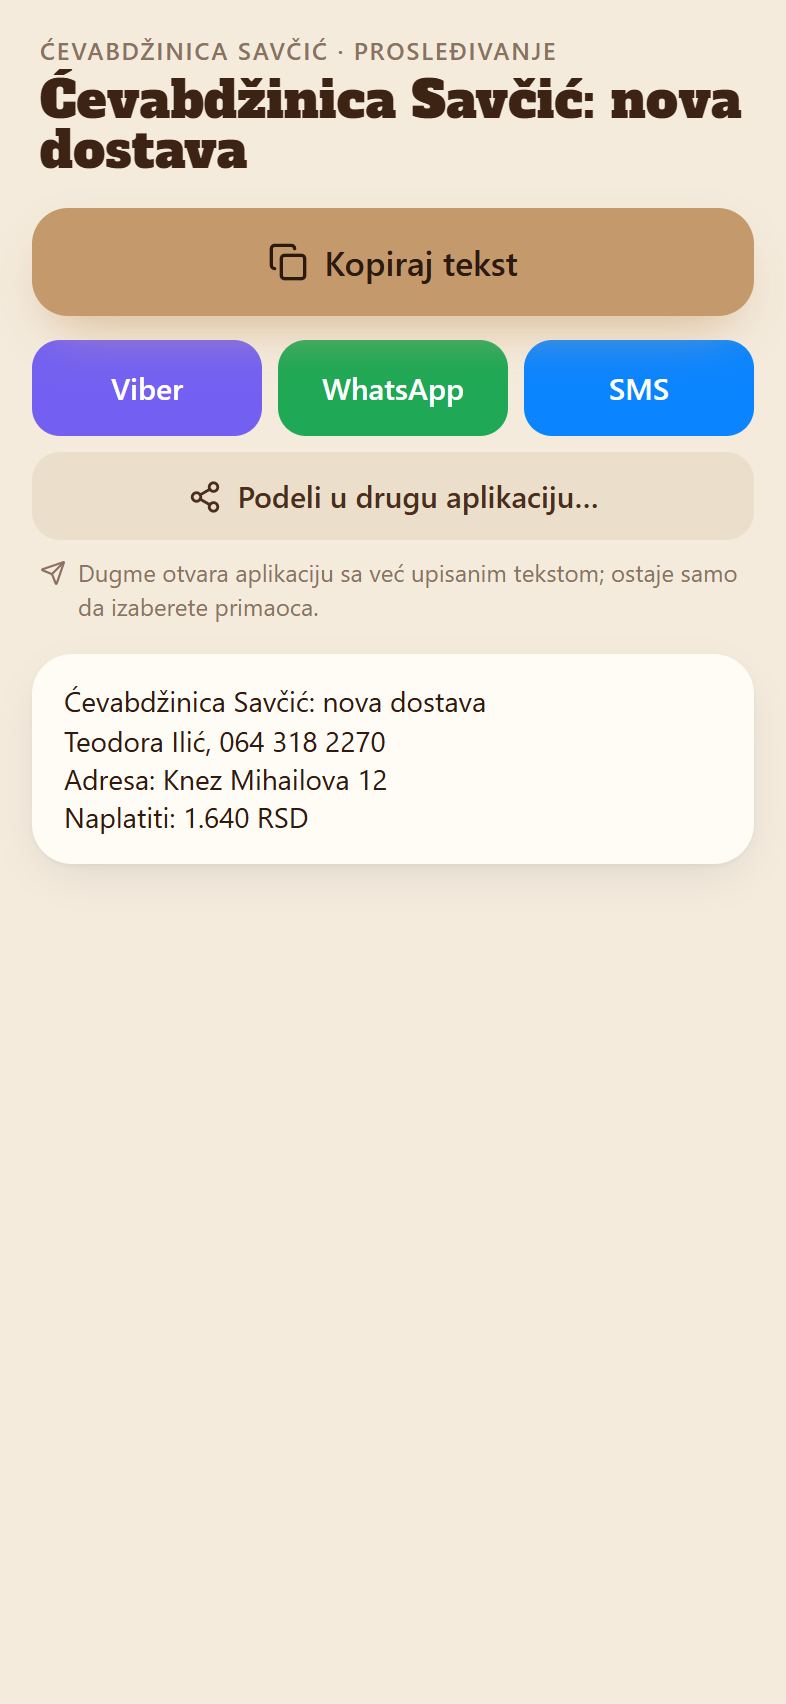 ĆEVABDŽINICA SAVČIĆ · PROSLEĐIVANJE
Ćevabdžinica Savčić: nova
dostava
Kopiraj tekst
Viber
WhatsApp
SMS
Podeli u drugu aplikaciju...
Dugme otvara aplikaciju sa već upisanim tekstom; ostaje samo
da izaberete primaoca.
Ćevabdžinica Savčić: nova dostava
Teodora Ilić, 064 318 2270
Adresa: Knez Mihailova 12
Naplatiti: 1.640 RSD